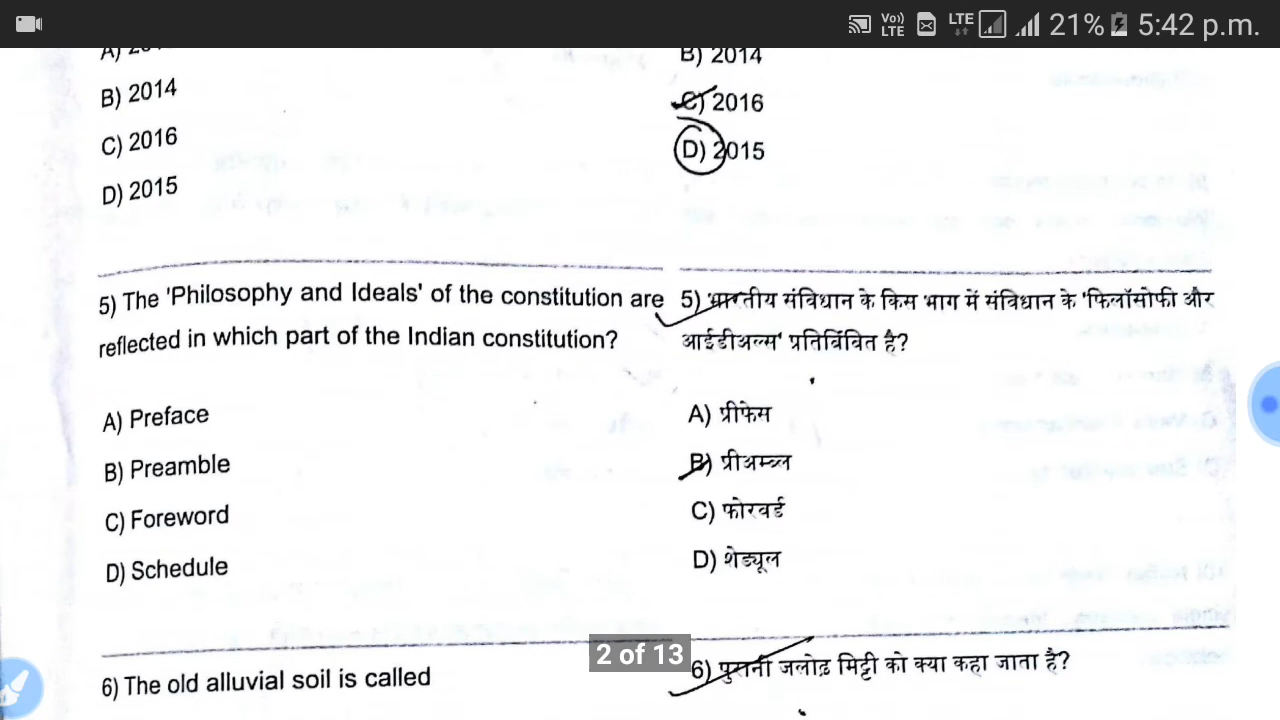 Vo)) LTE LTE 21% 5:42 p.m.
B) 2014
C) 2016
D) 2015
B) 2014
C) 2016
D) 2015
5) The 'Philosophy and Ideals' of the constitution are
reflected in which part of the Indian constitution?
A) Preface
B) Preamble
C) Foreword
D) Schedule
5) भारतीय संविधान के किस भाग में संविधान के 'फिलॉसोफी और
आईडीअल्स' प्रतिबिंबित है?
A) प्रीफेस
B) प्रीअम्ब्ल
C) फोरवर्ड
D) शेड्यूल
2 of 13
6) The old alluvial soil is called
6) पुरानी जलोढ़ मिट्टी को क्या कहा जाता है?